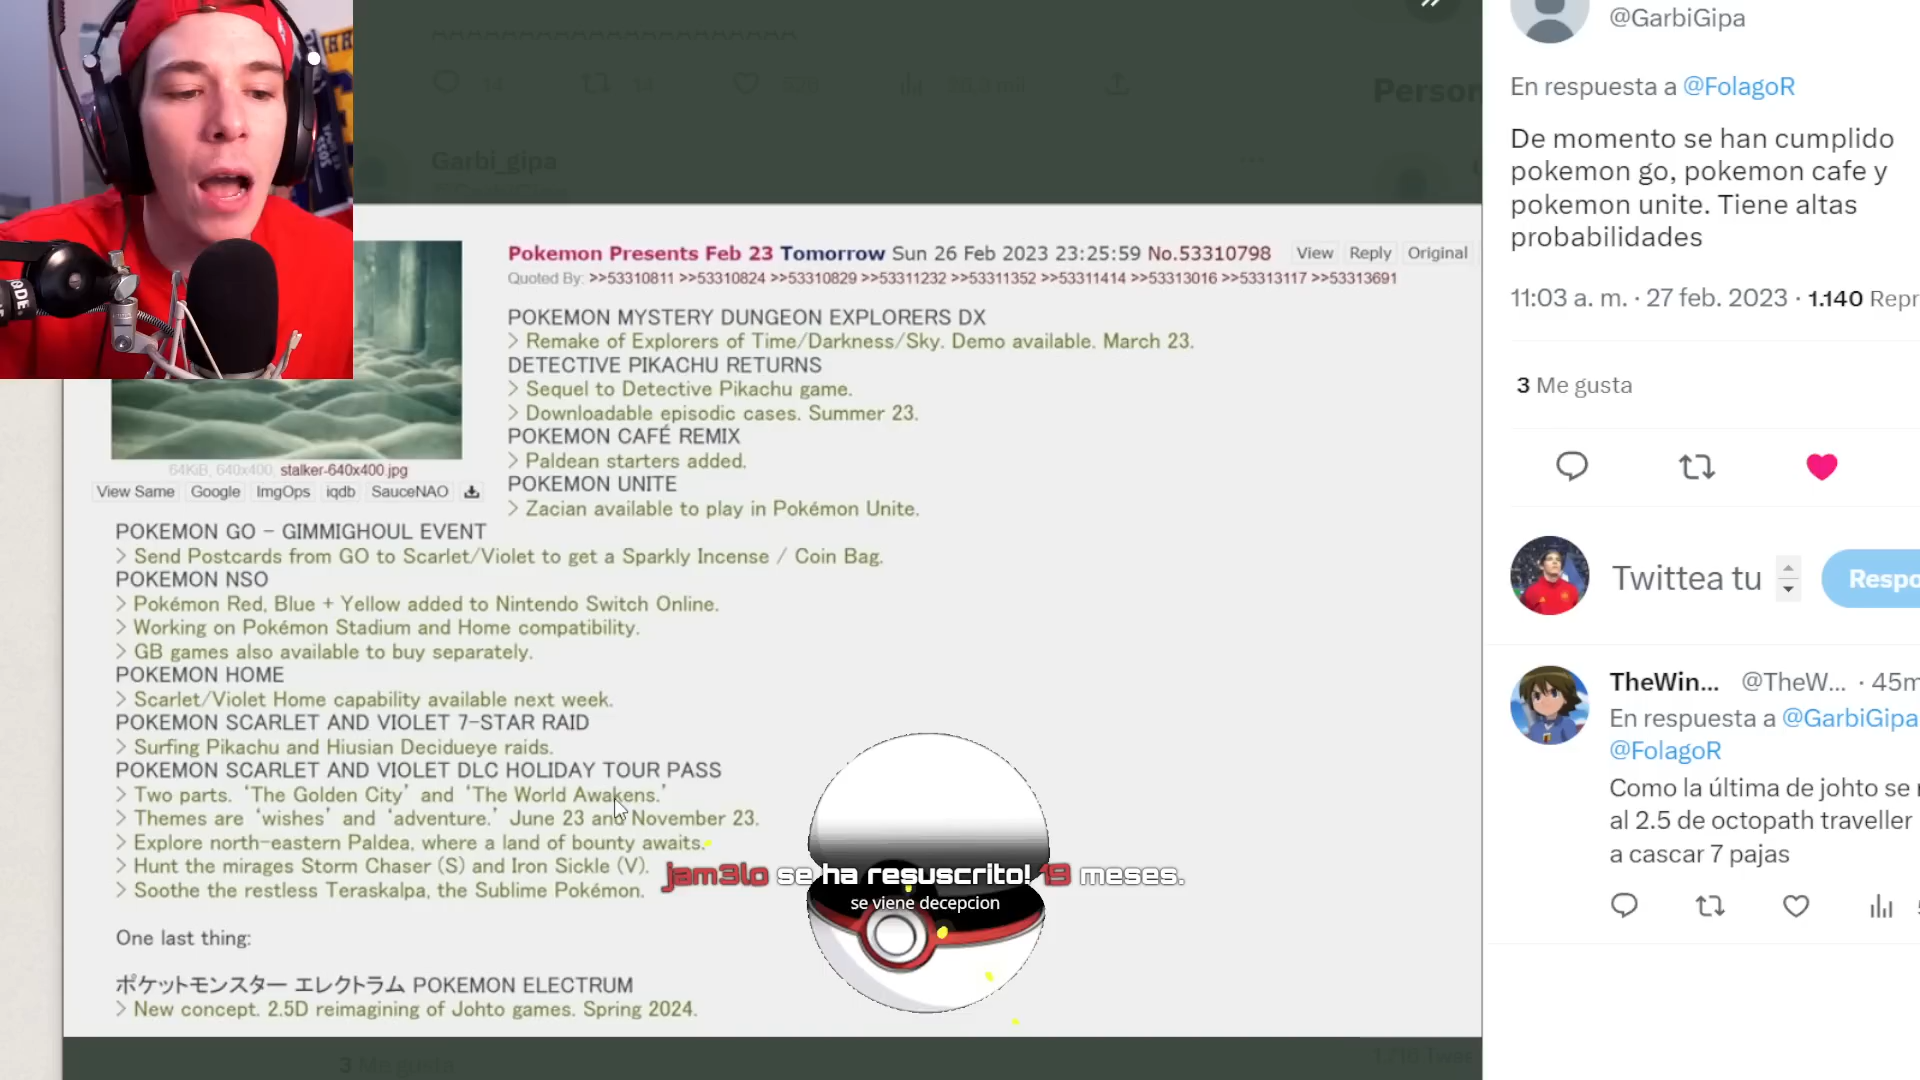 Garbi_gipa
Person
Pokemon Presents Feb 23 Tomorrow Sun 26 Feb 2023 23:25:59 No.53310798 View Reply Original
Quoted By: >>53310811 >>53310824 >>53310829 >>53311232 >>53311352 >>53311414 >>53313016 >>53313117 >>53313691
POKEMON MYSTERY DUNGEON EXPLORERS DX
> Remake of Explorers of Time/Darkness/Sky. Demo available. March 23.
DETECTIVE PIKACHU RETURNS
> Sequel to Detective Pikachu game.
> Downloadable episodic cases. Summer 23.
POKEMON CAFÉ REMIX
> Paldean starters added.
POKEMON UNITE
> Zacian available to play in Pokémon Unite.
64KiB, 640x400, stalker-640x400.jpg
View Same Google ImgOps iqdb SauceNAO
POKEMON GO - GIMMIGHOUL EVENT
> Send Postcards from GO to Scarlet/Violet to get a Sparkly Incense / Coin Bag.
POKEMON NSO
> Pokémon Red, Blue + Yellow added to Nintendo Switch Online.
> Working on Pokémon Stadium and Home compatibility.
> GB games also available to buy separately.
POKEMON HOME
> Scarlet/Violet Home capability available next week.
POKEMON SCARLET AND VIOLET 7-STAR RAID
> Surfing Pikachu and Hiusian Decidueye raids.
POKEMON SCARLET AND VIOLET DLC HOLIDAY TOUR PASS
> Two parts. ‘The Golden City’ and ‘The World Awakens.’
> Themes are ‘wishes’ and ‘adventure.’ June 23 and November 23.
> Explore north-eastern Paldea, where a land of bounty awaits.
> Hunt the mirages Storm Chaser (S) and Iron Sickle (V).
> Soothe the restless Teraskalpa, the Sublime Pokémon.
One last thing:
ポケットモンスター エレクトラム POKEMON ELECTRUM
> New concept. 2.5D reimagining of Johto games. Spring 2024.
jam3lo se ha resuscrito! 19 meses.
se viene decepcion
3 Me gusta
@GarbiGipa
En respuesta a @FolagoR
De momento se han cumplido
pokemon go, pokemon cafe y
pokemon unite. Tiene altas
probabilidades
11:03 a. m. · 27 feb. 2023 · 1.140 Repr
3 Me gusta
Twittea tu
Respo
TheWin... @TheW... · 45m
En respuesta a @GarbiGipa
@FolagoR
Como la última de johto se
al 2.5 de octopath traveller
a cascar 7 pajas